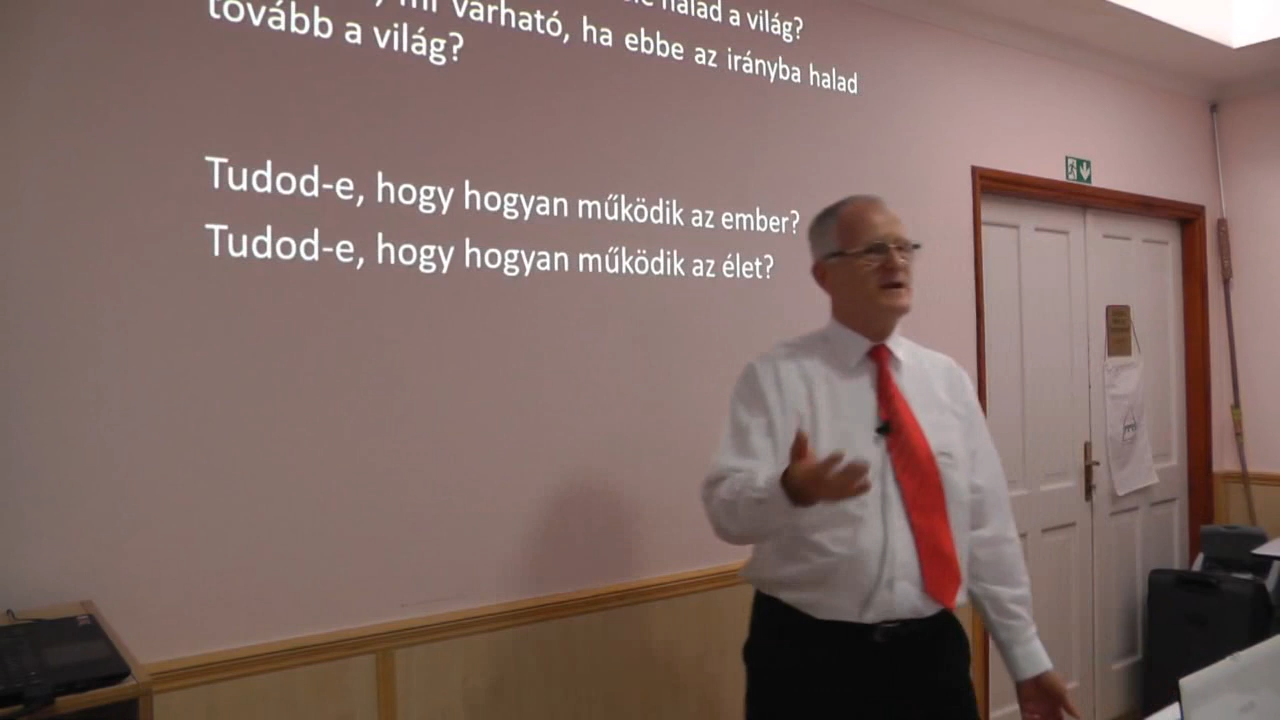 halad a világ?
várható, ha ebbe az irányba halad
tovább a világ?
Tudod-e, hogy hogyan működik az ember?
Tudod-e, hogy hogyan működik az élet?